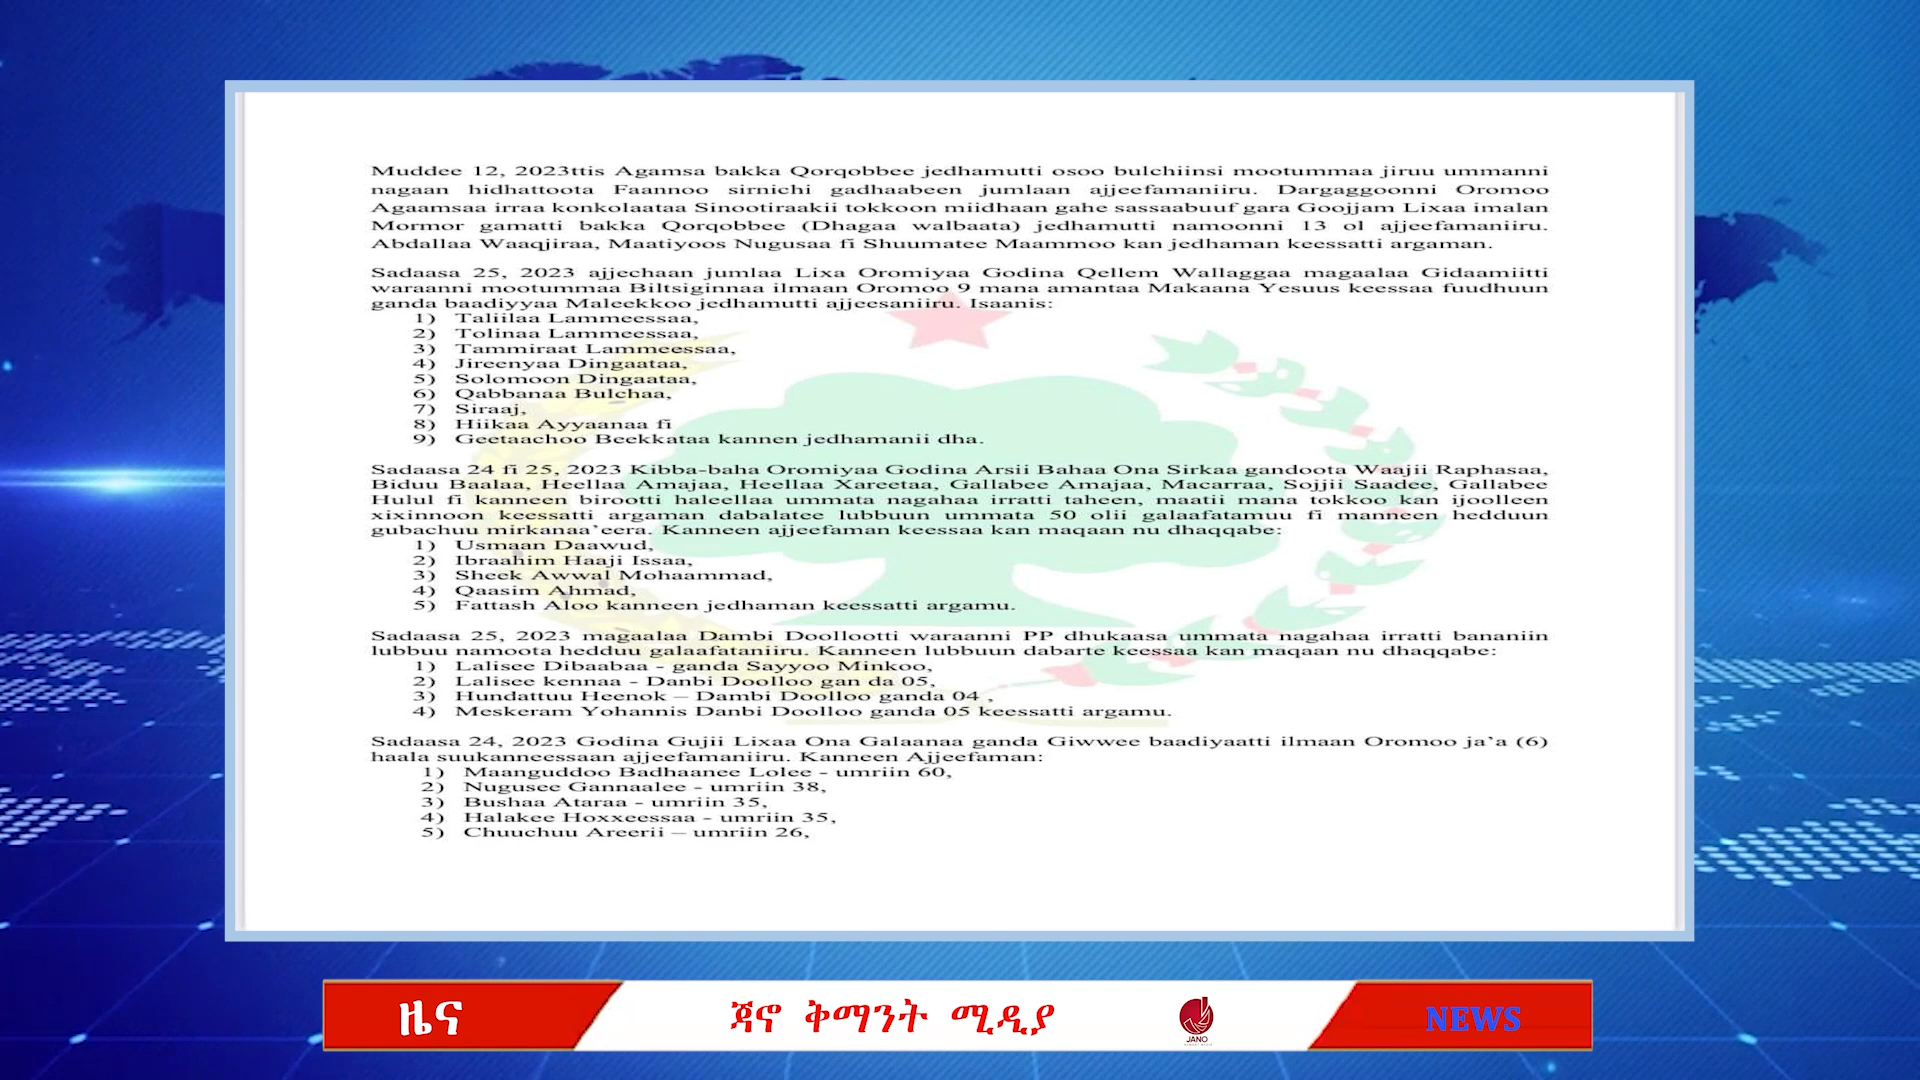 Muddee 12, 2023ttis Agamsa bakka Qorqobbee jedhamutti osoo bulchiinsi mootummaa jiruu ummanni
nagaan hidhattoota Faannoo sirnichi gadhaabeen jumlaan ajjeefamaniiru. Dargaggoonni Oromoo
Agaamsaa irraa konkolaataa Sinootiraakii tokkoon miidhaan gahe sassaabuuf gara Goojjam Lixaa imalan
Mormor gamatti bakka Qorqobbee (Dhagaa walbaata) jedhamutti namoonni 13 ol ajjeefamaniiru.
Abdallaa Waaqjiraa, Maatiyoos Nugusaa fi Shuumatee Maammoo kan jedhaman keessatti argaman.
Sadaasa 25, 2023 ajjechaan jumlaa Lixa Oromiyaa Godina Qellem Wallaggaa magaalaa Gidaamiitti
waraanni mootummaa Biltsiginnaa ilmaan Oromoo 9 mana amantaa Makaana Yesuus keessaa fuudhuun
ganda baadiyyaa Maleekkoo jedhamutti ajjeesaniiru. Isaanis:
1) Taliilaa Lammeessaa,
2) Tolinaa Lammeessaa,
3) Tammiraat Lammeessaa,
4) Jireenyaa Dingaataa,
5) Solomoon Dingaataa,
6) Qabbanaa Bulchaa,
7) Siraaj,
8) Hiikaa Ayyaanaa fi
9) Geetaachoo Beekkataa kannen jedhamanii dha.
Sadaasa 24 fi 25, 2023 Kibba-baha Oromiyaa Godina Arsii Bahaa Ona Sirkaa gandoota Waajii Raphasaa,
Biduu Baalaa, Heellaa Amajaa, Heellaa Xareetaa, Gallabee Amajaa, Macarraa, Sojjii Saadee, Gallabee
Hulul fi kanneen birootti haleellaa ummata nagahaa irratti taheen, maatii mana tokkoo kan ijoolleen
xixinnoon keessatti argaman dabalatee lubbuun ummata 50 olii galaafatamuu fi manneen hedduun
gubachuu mirkanaa’eera. Kanneen ajjeefaman keessaa kan maqaan nu dhaqqabe:
1) Usmaan Daawud,
2) Ibraahim Haaji Issaa,
3) Sheek Awwal Mohaammad,
4) Qaasim Ahmad,
5) Fattash Aloo kanneen jedhaman keessatti argamu.
Sadaasa 25, 2023 magaalaa Dambi Doollootti waraanni PP dhukaasa ummata nagahaa irratti bananiin
lubbuu namoota hedduu galaafataniiru. Kanneen lubbuun dabarte keessaa kan maqaan nu dhaqqabe:
1) Lalisee Dibaabaa - ganda Sayyoo Minkoo,
2) Lalisee kennaa - Danbi Doolloo gan da 05,
3) Hundattuu Heenok – Dambi Doolloo ganda 04 ,
4) Meskeram Yohannis Danbi Doolloo ganda 05 keessatti argamu.
Sadaasa 24, 2023 Godina Gujii Lixaa Ona Galaanaa ganda Giwwee baadiyaatti ilmaan Oromoo ja’a (6)
haala suukanneessaan ajjeefamaniiru. Kanneen Ajjeefaman:
1) Maanguddoo Badhaanee Lolee - umriin 60,
2) Nugusee Gannaalee - umriin 38,
3) Bushaa Ataraa - umriin 35,
4) Halakee Hoxxeessaa - umriin 35,
5) Chuuchuu Areerii – umriin 26,
ዜና ጃኖ ቅማንት ሚዲያ JANO NEWS